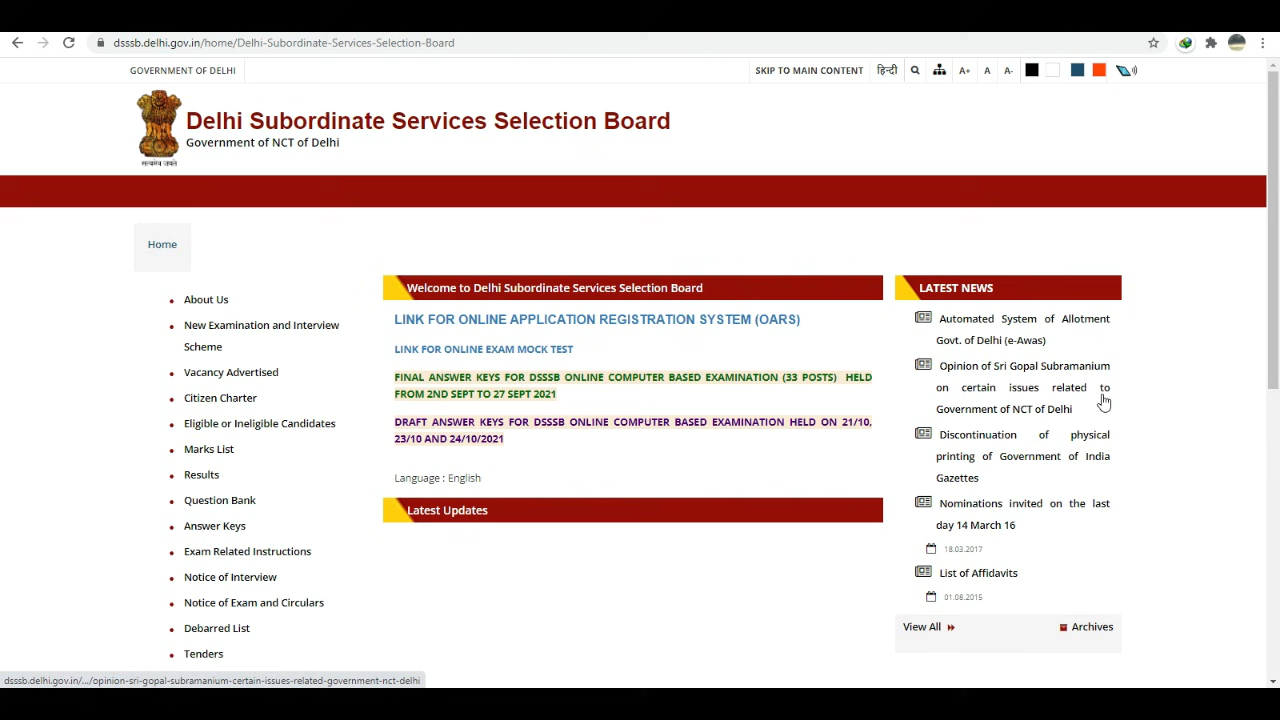 dsssb.delhi.gov.in/home/Delhi-Subordinate-Services-Selection-Board
GOVERNMENT OF DELHI
SKIP TO MAIN CONTENT
हिन्दी
A+
A
A-
Delhi Subordinate Services Selection Board
Government of NCT of Delhi
सत्यमेव जयते
Home
About Us
New Examination and Interview
Scheme
Vacancy Advertised
Citizen Charter
Eligible or Ineligible Candidates
Marks List
Results
Question Bank
Answer Keys
Exam Related Instructions
Notice of Interview
Notice of Exam and Circulars
Debarred List
Tenders
Welcome to Delhi Subordinate Services Selection Board
LINK FOR ONLINE APPLICATION REGISTRATION SYSTEM (OARS)
LINK FOR ONLINE EXAM MOCK TEST
FINAL ANSWER KEYS FOR DSSSB ONLINE COMPUTER BASED EXAMINATION (33 POSTS) HELD
FROM 2ND SEPT TO 27 SEPT 2021
DRAFT ANSWER KEYS FOR DSSSB ONLINE COMPUTER BASED EXAMINATION HELD ON 21/10,
23/10 AND 24/10/2021
Language : English
Latest Updates
LATEST NEWS
Automated System of Allotment
Govt. of Delhi (e-Awas)
Opinion of Sri Gopal Subramanium
on certain issues related to
Government of NCT of Delhi
Discontinuation of physical
printing of Government of India
Gazettes
Nominations invited on the last
day 14 March 16
18.03.2017
List of Affidavits
01.08.2015
View All
Archives
dsssb.delhi.gov.in/.../opinion-sri-gopal-subramanium-certain-issues-related-government-nct-delhi